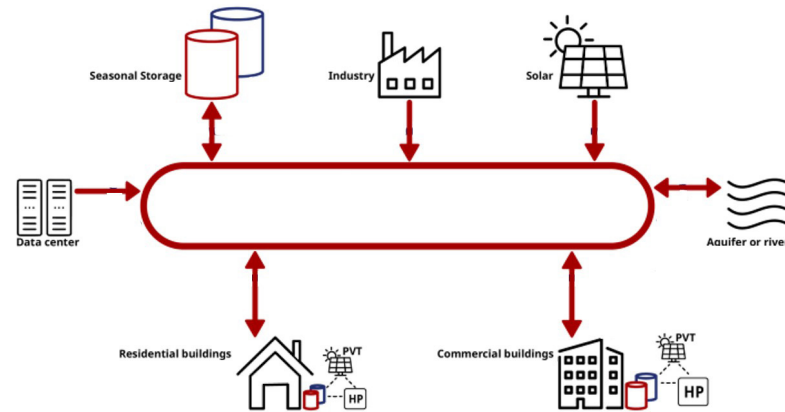 Seasonal Storage
Industry
Solar
Data center
Aquifer or river
Residential buildings
PVT
HP
Commercial buildings
PVT
HP